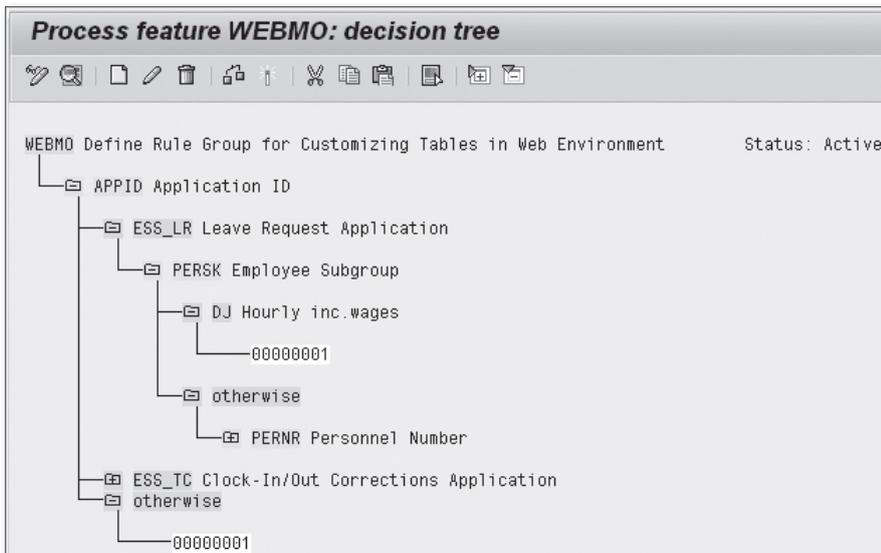 Process feature WEBMO: decision tree
WEBMO Define Rule Group for Customizing Tables in Web Environment Status: Active
APPID Application ID
ESS_LR Leave Request Application
PERSK Employee Subgroup
DJ Hourly inc.wages
00000001
otherwise
PERNR Personnel Number
ESS_TC Clock-In/Out Corrections Application
otherwise
00000001